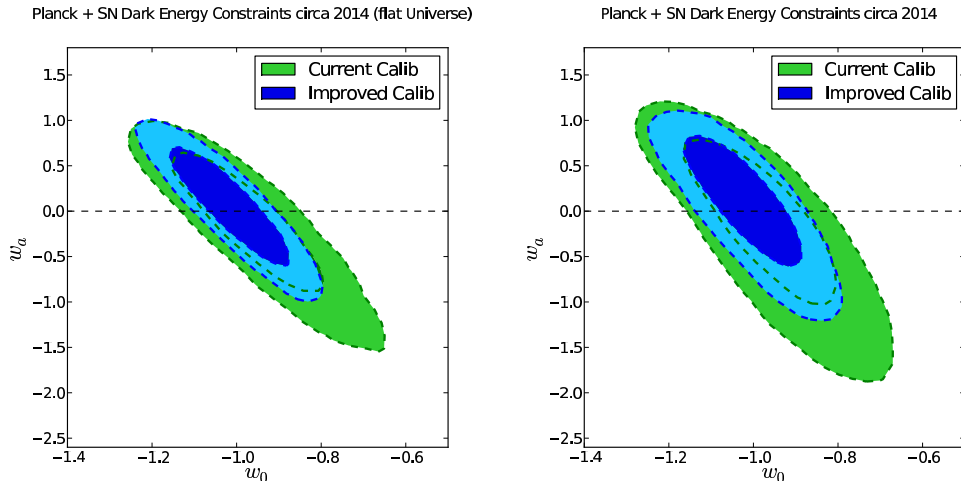 Planck + SN Dark Energy Constraints circa 2014 (flat Universe)
Current Calib
Improved Calib
1.5
1.0
0.5
0.0
−0.5
−1.0
−1.5
−2.0
−2.5
w_a
−1.4 −1.2 −1.0 −0.8 −0.6
w_0
Planck + SN Dark Energy Constraints circa 2014
Current Calib
Improved Calib
1.5
1.0
0.5
0.0
−0.5
−1.0
−1.5
−2.0
−2.5
w_a
−1.4 −1.2 −1.0 −0.8 −0.6
w_0